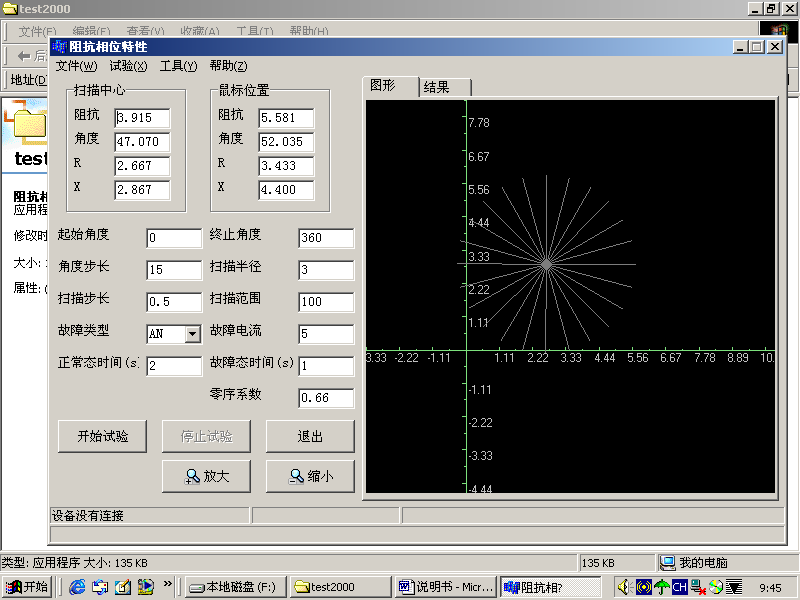 test2000
文件(F) 编辑(E) 查看(V) 收藏(A) 工具(T) 帮助(H)
后
地址(D
阻抗相位特性
文件(W) 试验(X) 工具(Y) 帮助(Z)
扫描中心 鼠标位置
阻抗 3.915 阻抗 5.581
角度 47.070 角度 52.035
R 2.667 R 3.433
X 2.867 X 4.400
起始角度 0 终止角度 360
角度步长 15 扫描半径 3
扫描步长 0.5 扫描范围 100
故障类型 AN 故障电流 5
正常态时间(s) 2 故障态时间(s) 1
零序系数 0.66
开始试验 停止试验 退出
放大 缩小
设备没有连接
图形 结果
7.78
6.67
5.56
4.44
3.33
2.22
1.11
3.33 -2.22 -1.11 1.11 2.22 3.33 4.44 5.56 6.67 7.78 8.89 10.
-1.11
-2.22
-3.33
-4.44
test
阻抗
应用程
修改时
大小:
属性: (
类型: 应用程序 大小: 135 KB 135 KB 我的电脑
开始 本地磁盘 (F:) test2000 说明书 - Micr... 阻抗相? CH 9:45